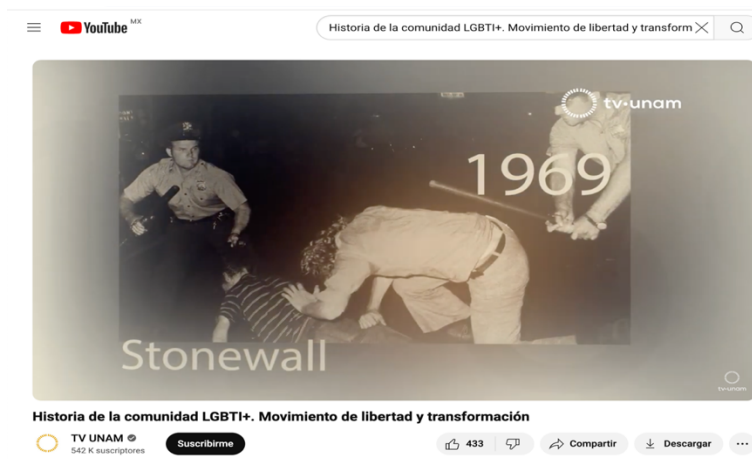 YouTube MX
Historia de la comunidad LGBTI+. Movimiento de libertad y transform
tv·unam
1969
Stonewall
tv·unam
Historia de la comunidad LGBTI+. Movimiento de libertad y transformación
TV UNAM
542 K suscriptores
Suscribirme
433
Compartir
Descargar